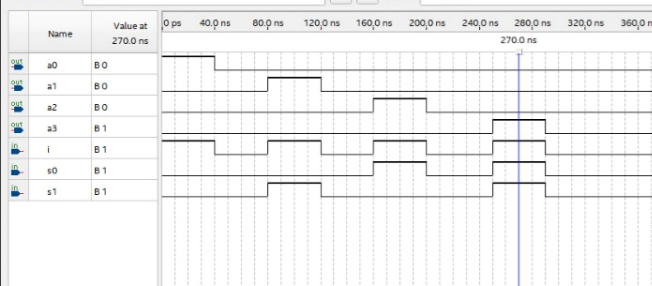 Name
Value at
270.0 ns
0 ps 40.0 ns 80.0 ns 120.0 ns 160.0 ns 200.0 ns 240.0 ns 280.0 ns 320.0 ns 360.0 n
270.0 ns
out a0 B 0
out a1 B 0
out a2 B 0
out a3 B 1
in i B 1
in s0 B 1
in s1 B 1